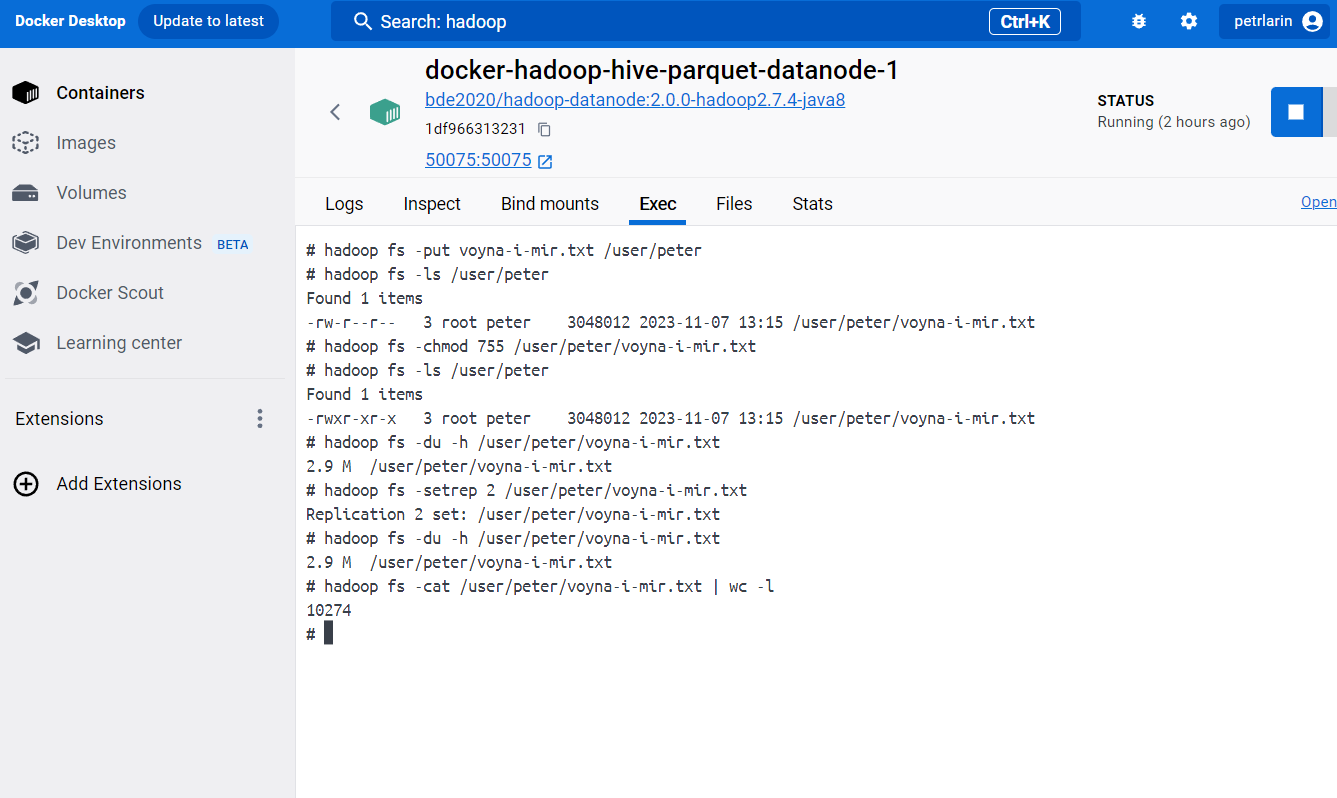 Docker Desktop
Update to latest
Search: hadoop
Ctrl+K
petrlarin
Containers
Images
Volumes
Dev Environments BETA
Docker Scout
Learning center
Extensions
Add Extensions
docker-hadoop-hive-parquet-datanode-1
bde2020/hadoop-datanode:2.0.0-hadoop2.7.4-java8
1df966313231
50075:50075
STATUS
Running (2 hours ago)
Logs Inspect Bind mounts Exec Files Stats
Open
# hadoop fs -put voyna-i-mir.txt /user/peter
# hadoop fs -ls /user/peter
Found 1 items
-rw-r--r--   3 root peter    3048012 2023-11-07 13:15 /user/peter/voyna-i-mir.txt
# hadoop fs -chmod 755 /user/peter/voyna-i-mir.txt
# hadoop fs -ls /user/peter
Found 1 items
-rwxr-xr-x   3 root peter    3048012 2023-11-07 13:15 /user/peter/voyna-i-mir.txt
# hadoop fs -du -h /user/peter/voyna-i-mir.txt
2.9 M  /user/peter/voyna-i-mir.txt
# hadoop fs -setrep 2 /user/peter/voyna-i-mir.txt
Replication 2 set: /user/peter/voyna-i-mir.txt
# hadoop fs -du -h /user/peter/voyna-i-mir.txt
2.9 M  /user/peter/voyna-i-mir.txt
# hadoop fs -cat /user/peter/voyna-i-mir.txt | wc -l
10274
#